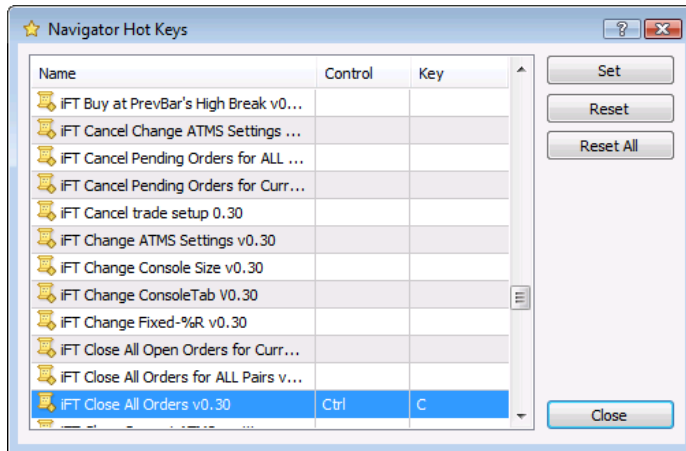 Navigator Hot Keys
Name Control Key
iFT Buy at PrevBar's High Break v0...
iFT Cancel Change ATMS Settings ...
iFT Cancel Pending Orders for ALL ...
iFT Cancel Pending Orders for Curr...
iFT Cancel trade setup 0.30
iFT Change ATMS Settings v0.30
iFT Change Console Size v0.30
iFT Change ConsoleTab V0.30
iFT Change Fixed-%R v0.30
iFT Close All Open Orders for Curr...
iFT Close All Orders for ALL Pairs v...
iFT Close All Orders v0.30 Ctrl C
Set
Reset
Reset All
Close